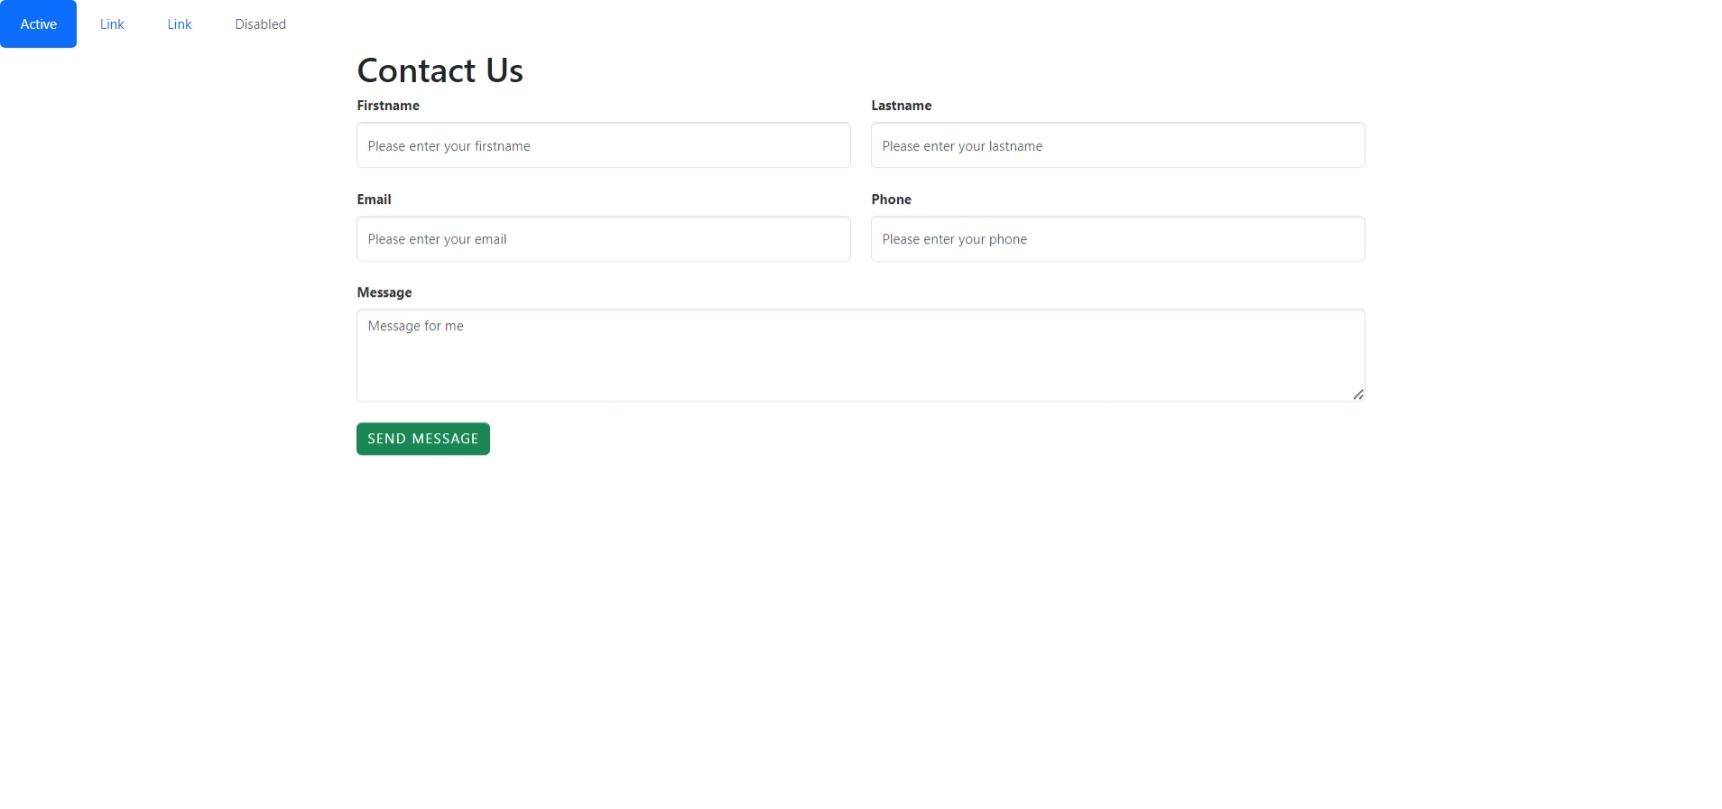 Active Link Link Disabled
Contact Us
Firstname Lastname
Please enter your firstname Please enter your lastname
Email Phone
Please enter your email Please enter your phone
Message
Message for me
SEND MESSAGE